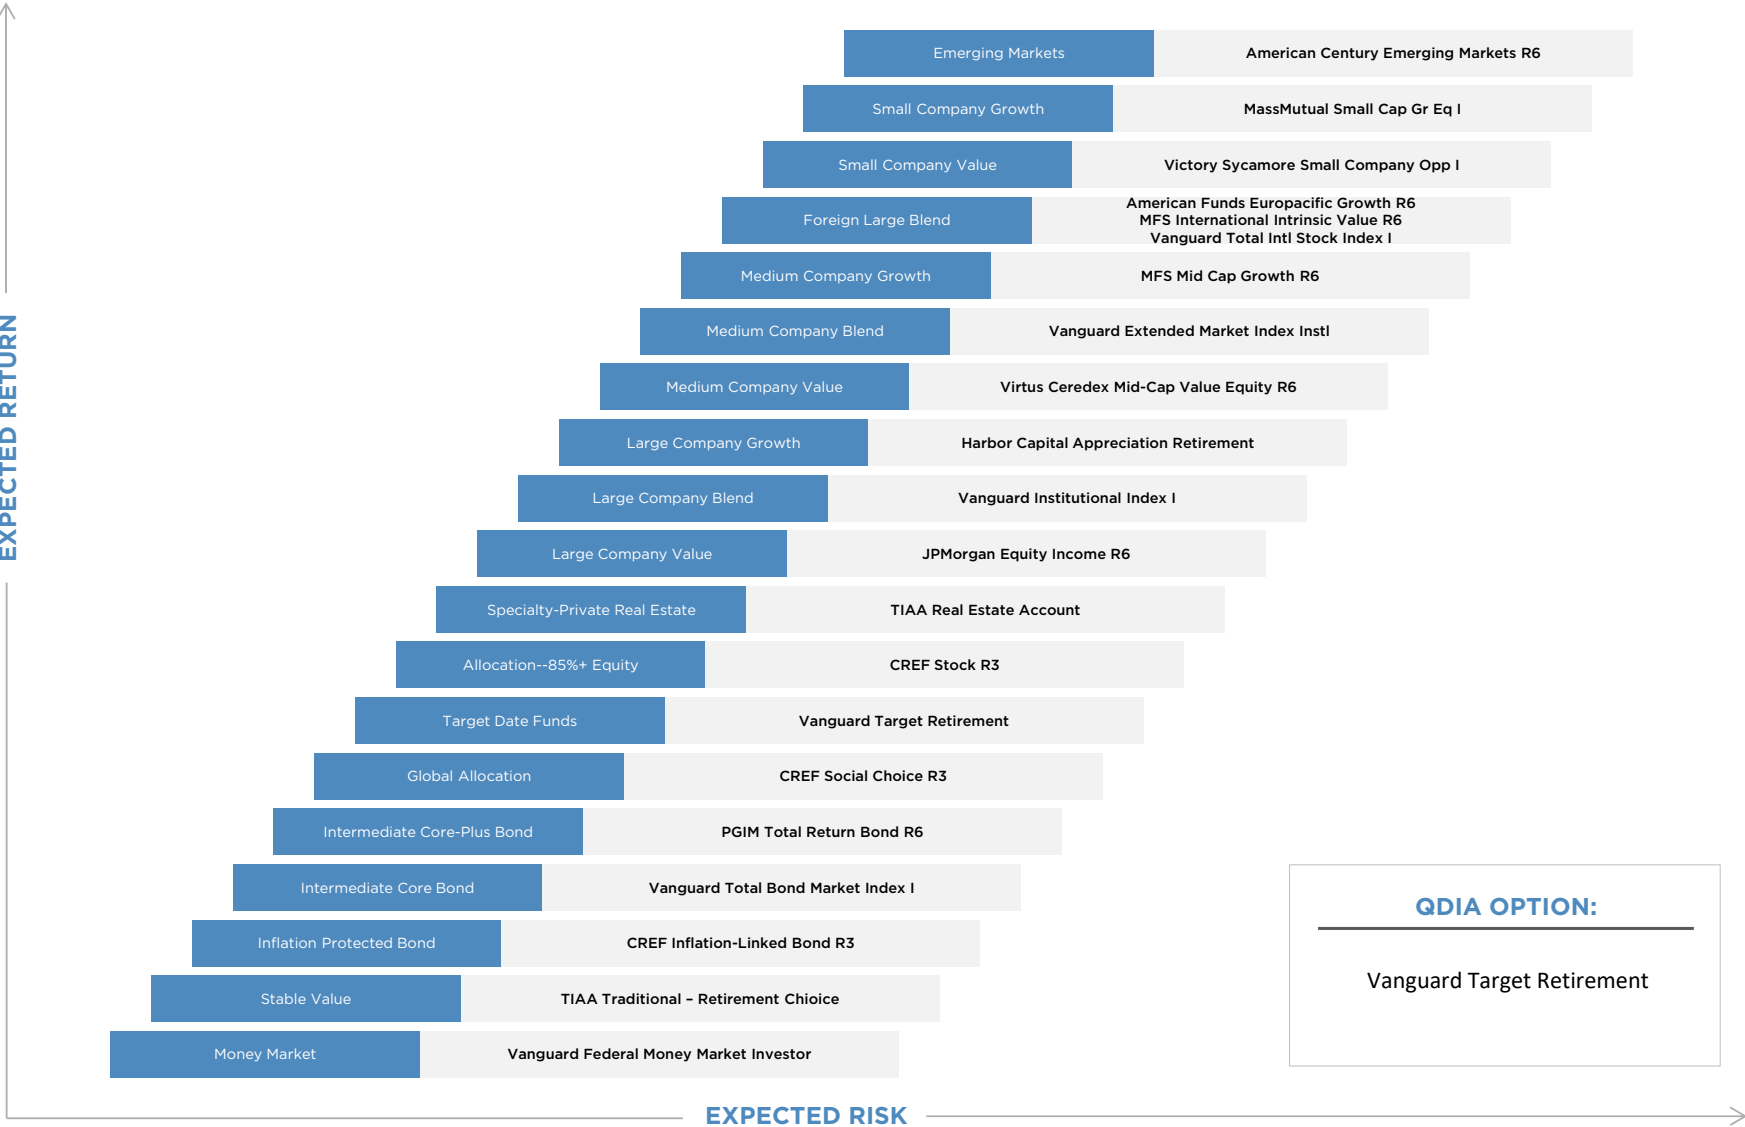 Emerging Markets American Century Emerging Markets R6
Small Company Growth MassMutual Small Cap Gr Eq I
Small Company Value Victory Sycamore Small Company Opp I
American Funds Europacific Growth R6
Foreign Large Blend MFS International Intrinsic Value R6
Vanguard Total Intl Stock Index I
Medium Company Growth MFS Mid Cap Growth R6
Medium Company Blend Vanguard Extended Market Index Instl
Medium Company Value Virtus Ceredex Mid-Cap Value Equity R6
Large Company Growth Harbor Capital Appreciation Retirement
Large Company Blend Vanguard Institutional Index I
Large Company Value JPMorgan Equity Income R6
Specialty-Private Real Estate TIAA Real Estate Account
Allocation--85%+ Equity CREF Stock R3
Target Date Funds Vanguard Target Retirement
Global Allocation CREF Social Choice R3
Intermediate Core-Plus Bond PGIM Total Return Bond R6
Intermediate Core Bond Vanguard Total Bond Market Index I
Inflation Protected Bond CREF Inflation-Linked Bond R3
Stable Value TIAA Traditional – Retirement Chioice
Money Market Vanguard Federal Money Market Investor
EXPECTED RETURN
EXPECTED RISK
QDIA OPTION:
Vanguard Target Retirement